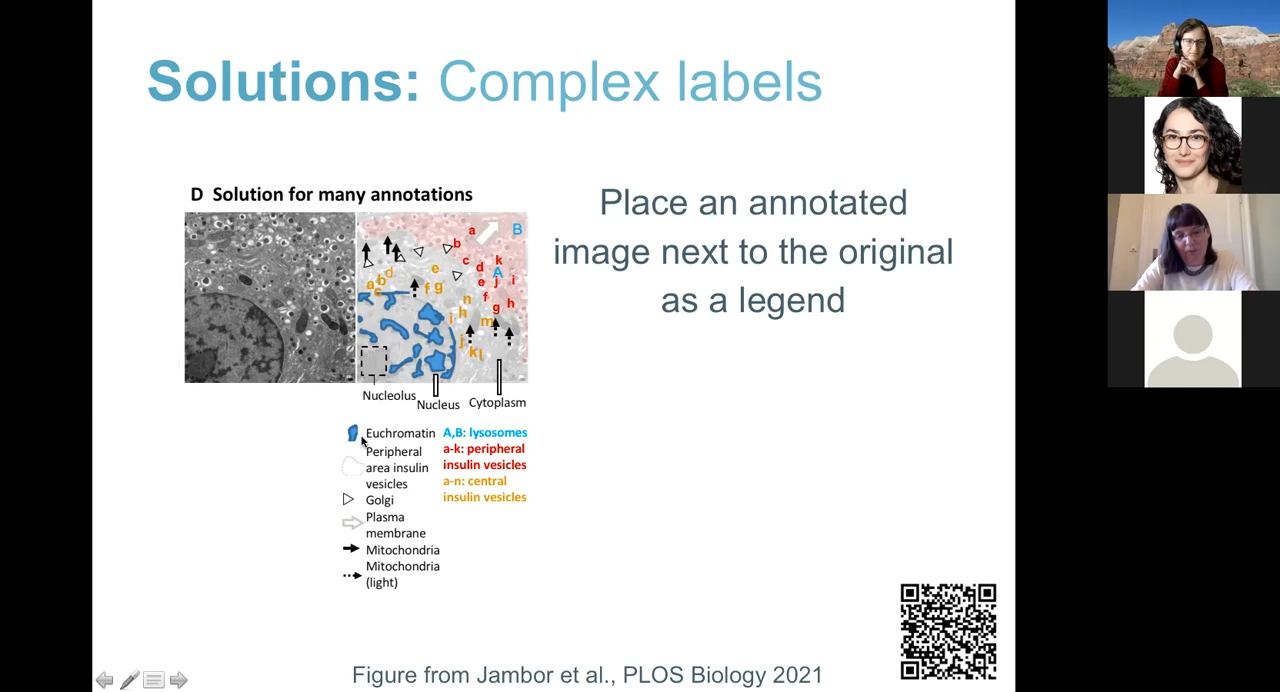 Solutions: Complex labels
D Solution for many annotations
a
B
b
c
k
d
A
e
d
a
b
e
j
i
c
f
g
f
n
h
g
h
i
m
j
k
l
Nucleolus
Nucleus
Cytoplasm
Euchromatin
Peripheral
area insulin
vesicles
Golgi
Plasma
membrane
Mitochondria
Mitochondria
(light)
A,B: lysosomes
a-k: peripheral
insulin vesicles
a-n: central
insulin vesicles
Place an annotated
image next to the original
as a legend
Figure from Jambor et al., PLOS Biology 2021